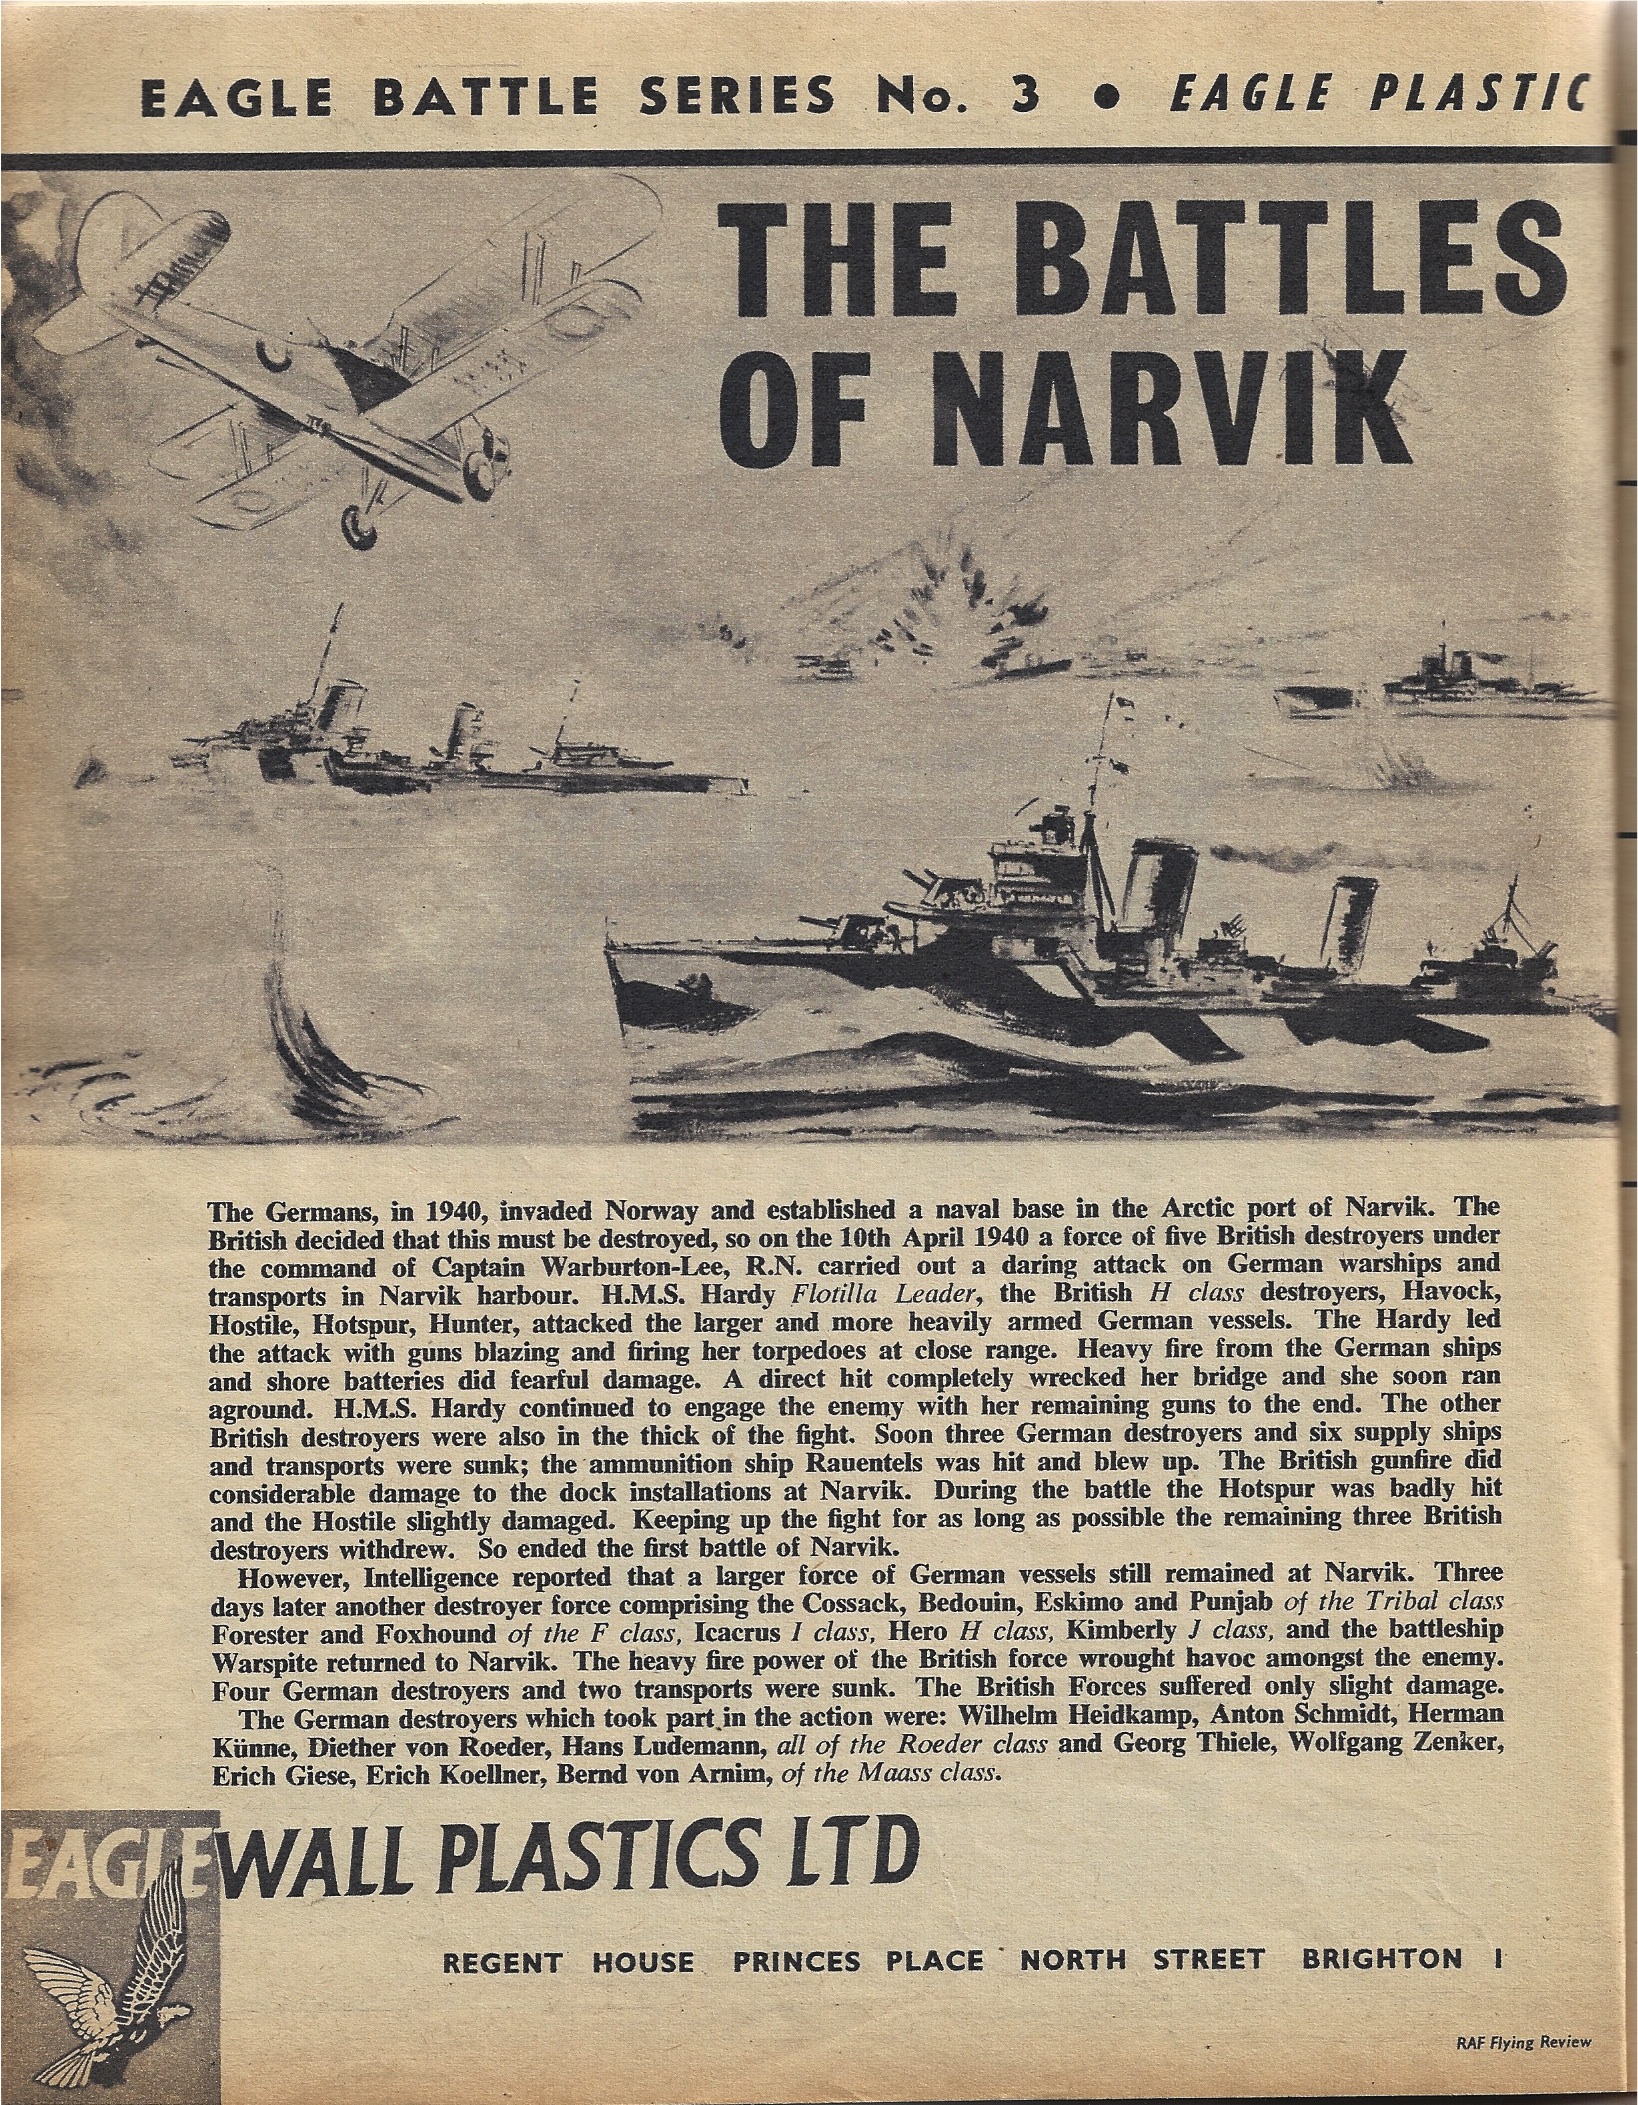 EAGLE BATTLE SERIES No. 3 • EAGLE PLASTIC
THE BATTLES
OF NARVIK
The Germans, in 1940, invaded Norway and established a naval base in the Arctic port of Narvik. The
British decided that this must be destroyed, so on the 10th April 1940 a force of five British destroyers under
the command of Captain Warburton-Lee, R.N. carried out a daring attack on German warships and
transports in Narvik harbour. H.M.S. Hardy Flotilla Leader, the British H class destroyers, Havock,
Hostile, Hotspur, Hunter, attacked the larger and more heavily armed German vessels. The Hardy led
the attack with guns blazing and firing her torpedoes at close range. Heavy fire from the German ships
and shore batteries did fearful damage. A direct hit completely wrecked her bridge and she soon ran
aground. H.M.S. Hardy continued to engage the enemy with her remaining guns to the end. The other
British destroyers were also in the thick of the fight. Soon three German destroyers and six supply ships
and transports were sunk; the ammunition ship Rauentels was hit and blew up. The British gunfire did
considerable damage to the dock installations at Narvik. During the battle the Hotspur was badly hit
and the Hostile slightly damaged. Keeping up the fight for as long as possible the remaining three British
destroyers withdrew. So ended the first battle of Narvik.
However, Intelligence reported that a larger force of German vessels still remained at Narvik. Three
days later another destroyer force comprising the Cossack, Bedouin, Eskimo and Punjab of the Tribal class
Forester and Foxhound of the F class, Icacrus I class, Hero H class, Kimberly J class, and the battleship
Warspite returned to Narvik. The heavy fire power of the British force wrought havoc amongst the enemy.
Four German destroyers and two transports were sunk. The British Forces suffered only slight damage.
The German destroyers which took part in the action were: Wilhelm Heidkamp, Anton Schmidt, Herman
Künne, Diether von Roeder, Hans Ludemann, all of the Roeder class and Georg Thiele, Wolfgang Zenker,
Erich Giese, Erich Koellner, Bernd von Arnim, of the Maass class.
EAGLE WALL PLASTICS LTD
REGENT HOUSE PRINCES PLACE NORTH STREET BRIGHTON 1
RAF Flying Review